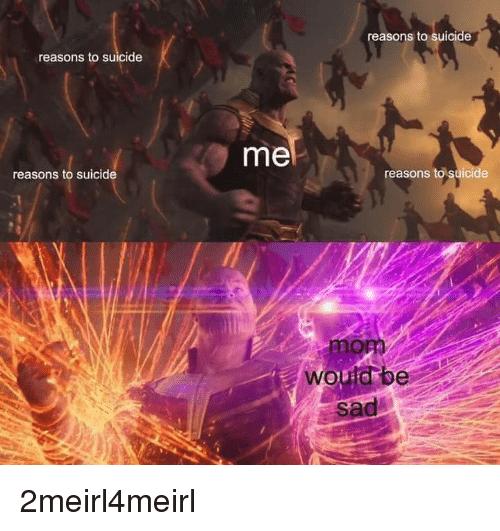 reasons to suicide
reasons to suicide
me
reasons to suicide
reasons to suicide
mom
would be
sad
2meirl4meirl